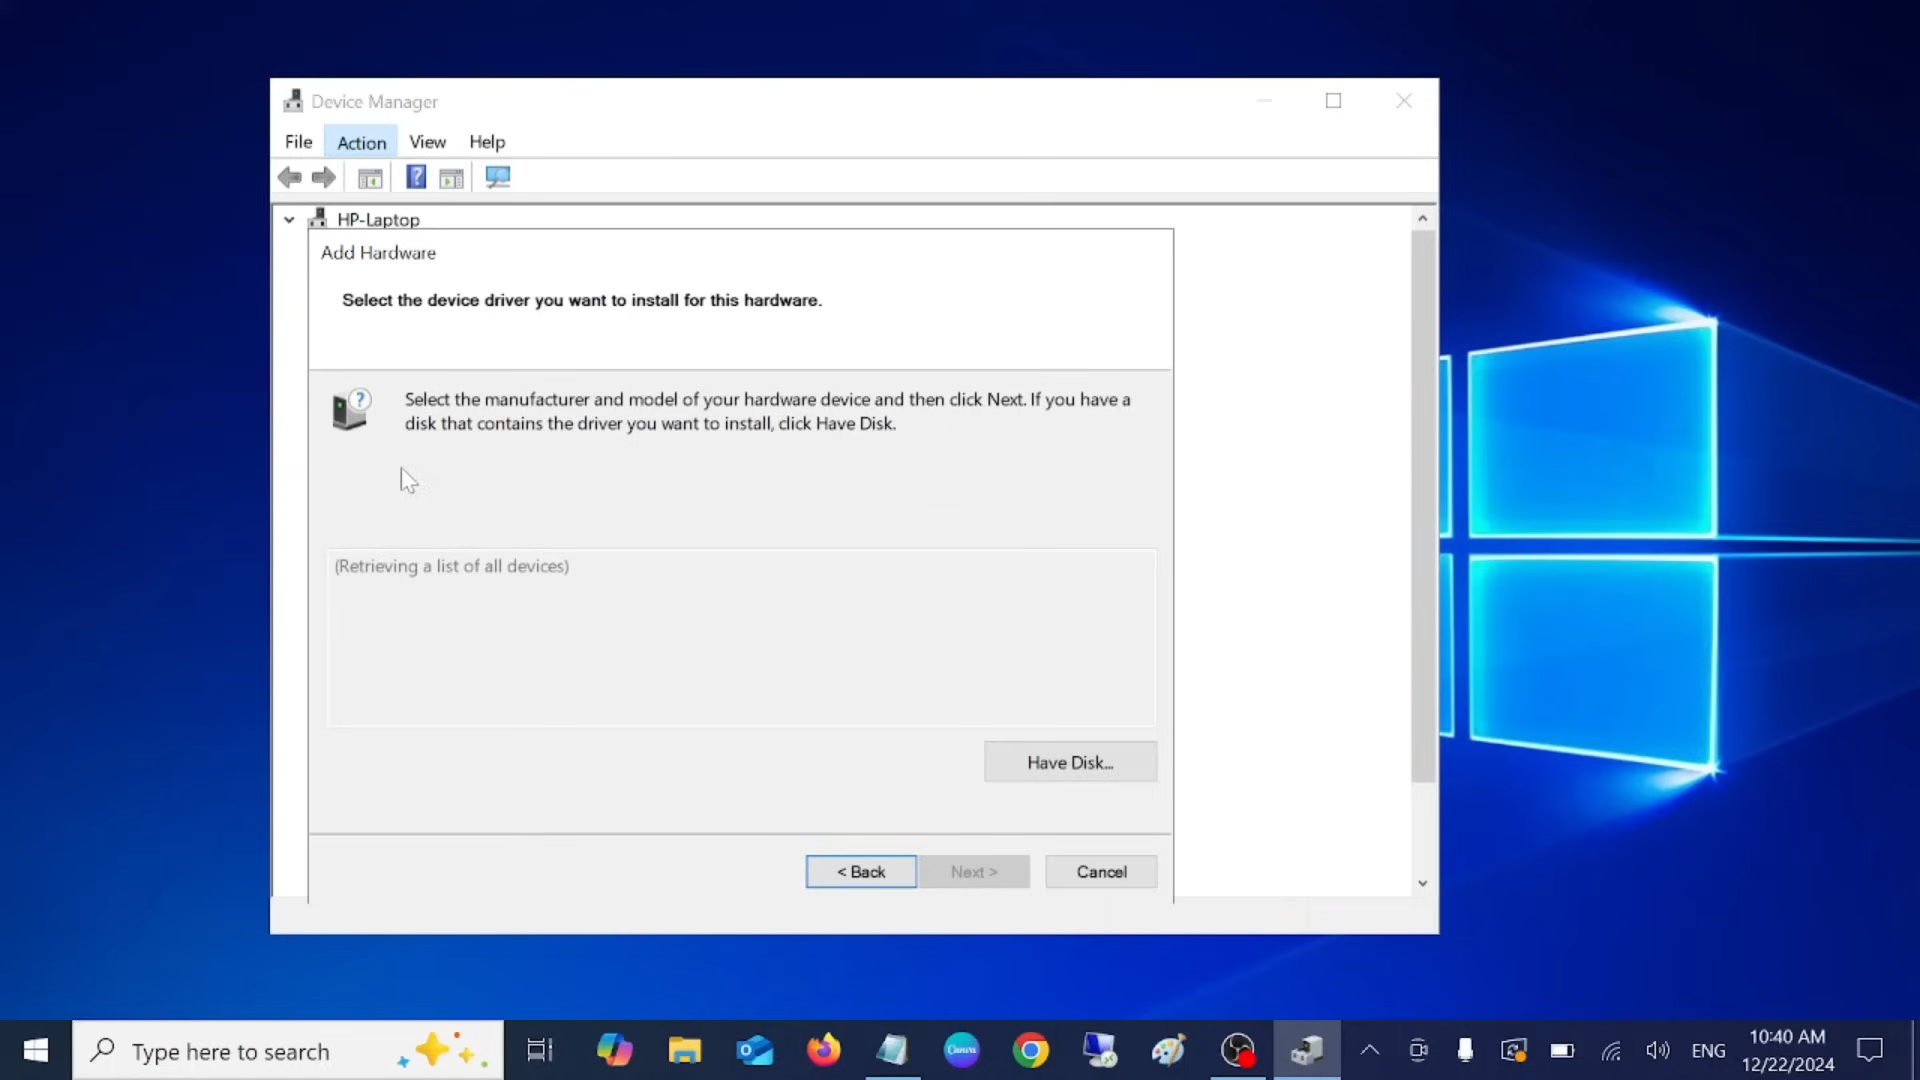 Device Manager
File Action View Help
HP-Laptop
Add Hardware
Select the device driver you want to install for this hardware.
Select the manufacturer and model of your hardware device and then click Next. If you have a
disk that contains the driver you want to install, click Have Disk.
(Retrieving a list of all devices)
Have Disk...
< Back Next > Cancel
Type here to search
Canva
ENG
10:40 AM
12/22/2024